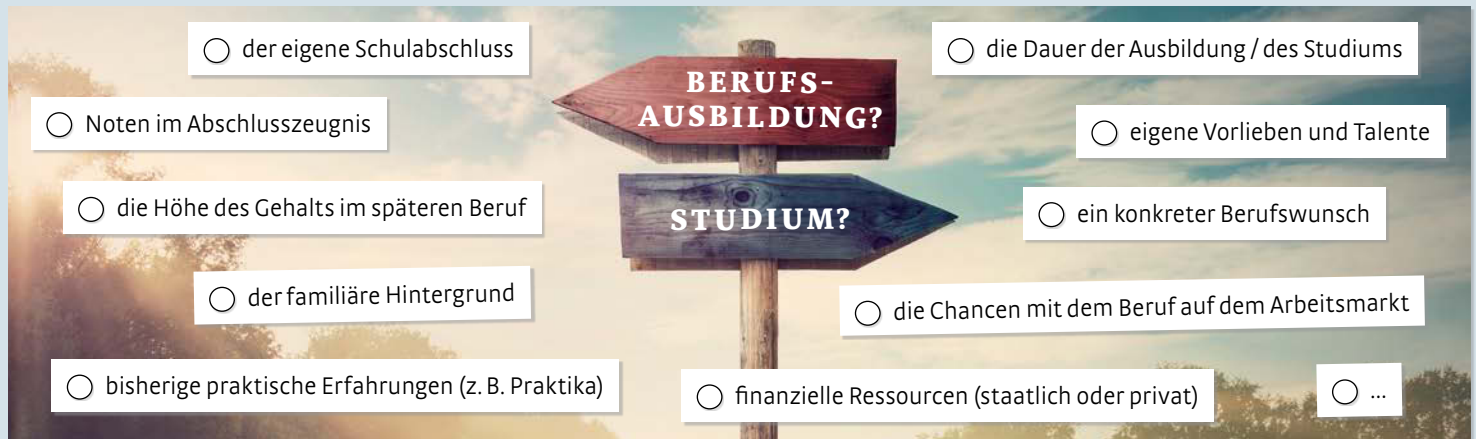 der eigene Schulabschluss
die Dauer der Ausbildung / des Studiums
BERUFS-
AUSBILDUNG?
Noten im Abschlusszeugnis
eigene Vorlieben und Talente
die Höhe des Gehalts im späteren Beruf
STUDIUM?
ein konkreter Berufswunsch
der familiäre Hintergrund
die Chancen mit dem Beruf auf dem Arbeitsmarkt
bisherige praktische Erfahrungen (z. B. Praktika)
finanzielle Ressourcen (staatlich oder privat)
...